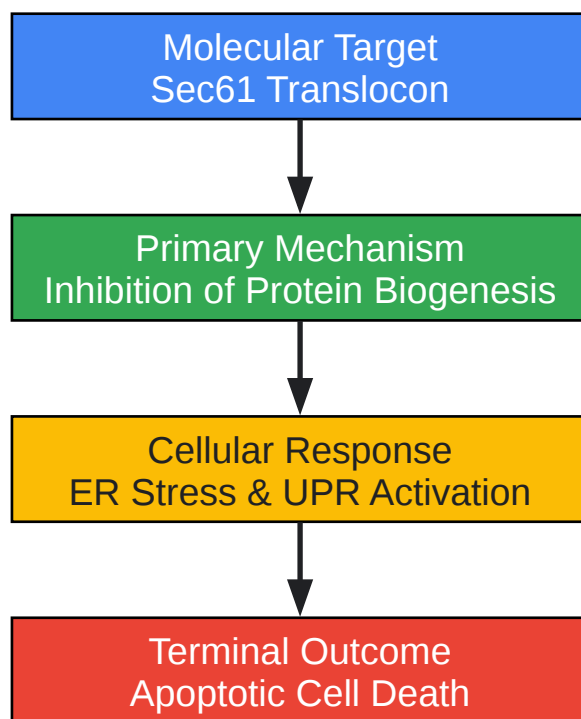 Molecular Target
Sec61 Translocon
Primary Mechanism
Inhibition of Protein Biogenesis
Cellular Response
ER Stress & UPR Activation
Terminal Outcome
Apoptotic Cell Death